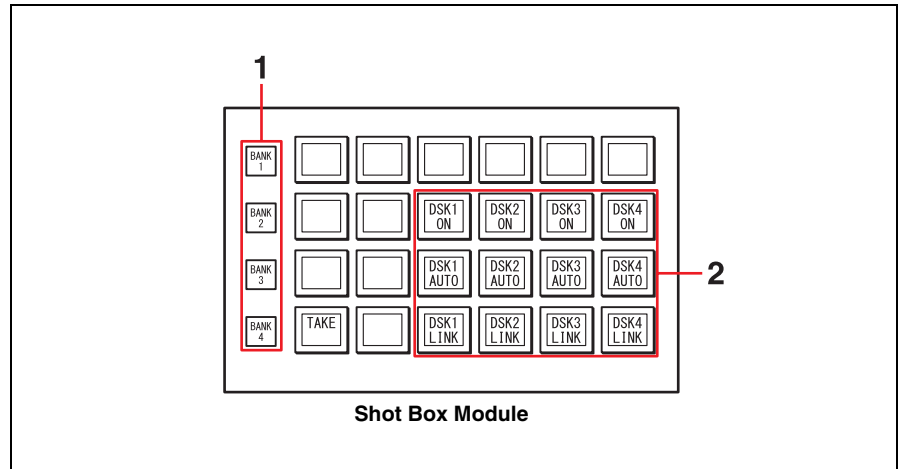 1
BANK
1
BANK
2
DSK1
ON
DSK2
ON
DSK3
ON
DSK4
ON
BANK
3
DSK1
AUTO
DSK2
AUTO
DSK3
AUTO
DSK4
AUTO
2
BANK
4
TAKE
DSK1
LINK
DSK2
LINK
DSK3
LINK
DSK4
LINK
Shot Box Module